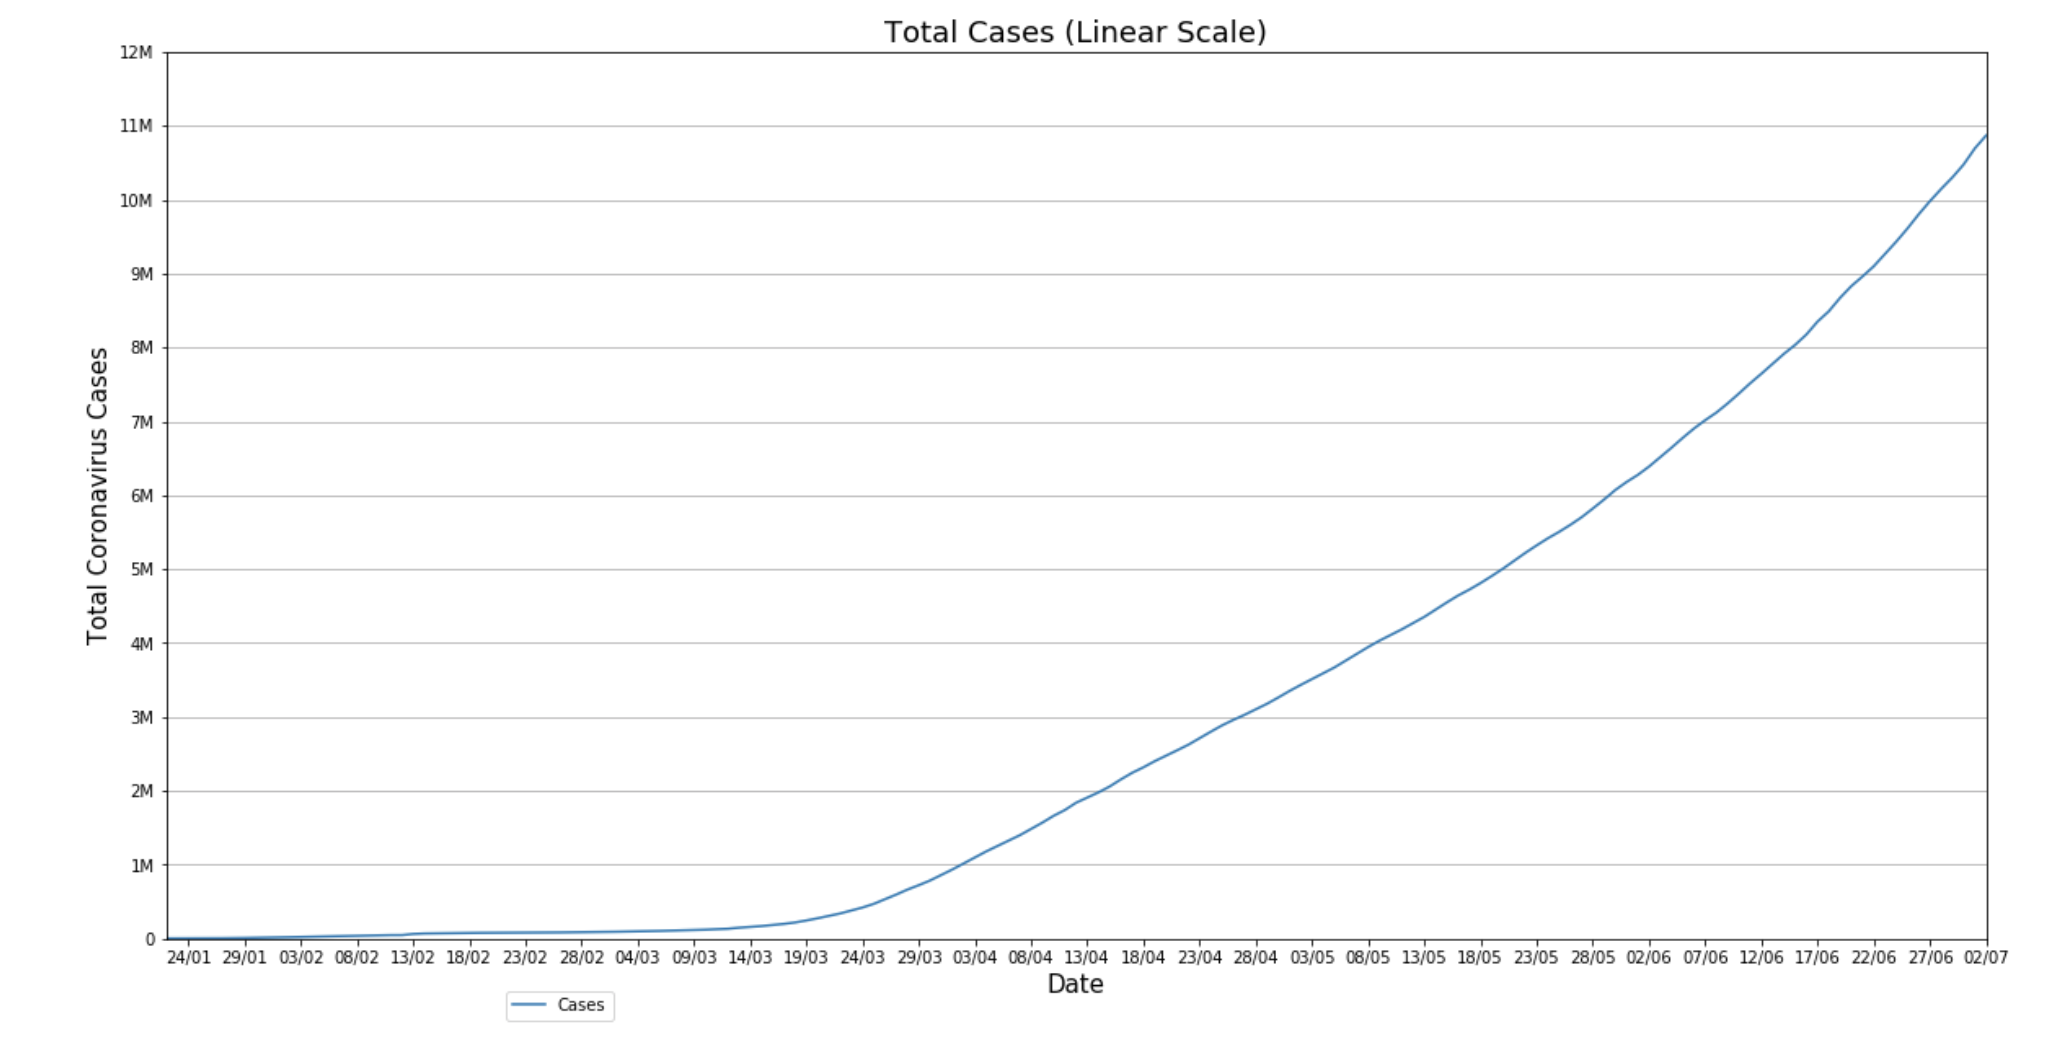 Total Cases (Linear Scale)
12M
11M
10M
9M
8M
7M
6M
5M
4M
3M
2M
1M
0
Total Coronavirus Cases
24/01 29/01 03/02 08/02 13/02 18/02 23/02 28/02 04/03 09/03 14/03 19/03 24/03 29/03 03/04 08/04 13/04 18/04 23/04 28/04 03/05 08/05 13/05 18/05 23/05 28/05 02/06 07/06 12/06 17/06 22/06 27/06 02/07
Date
Cases